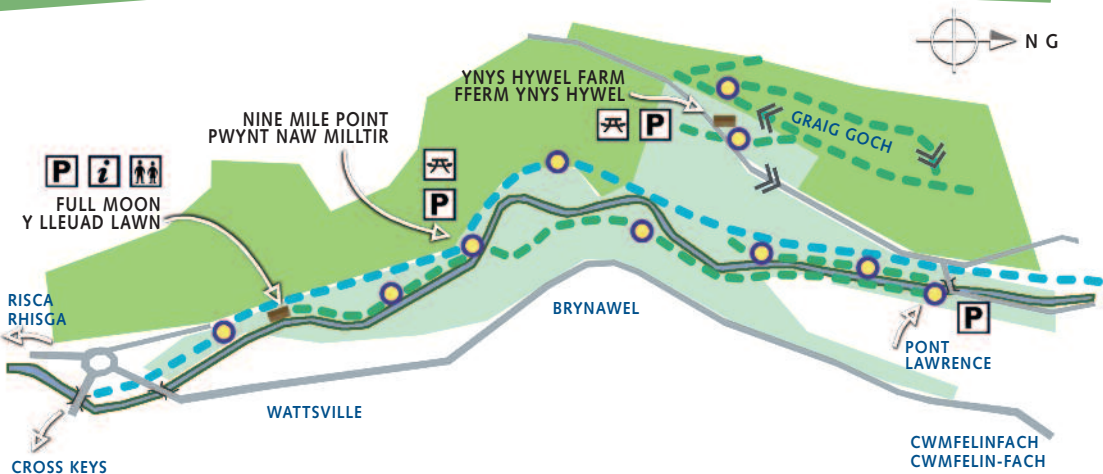 N G
YNYS HYWEL FARM
FFERM YNYS HYWEL
P
GRAIG GOCH
NINE MILE POINT
PWYNT NAW MILLTIR
P
P i
FULL MOON
Y LLEUAD LAWN
RISCA
RHISGA
BRYNAWEL
P
PONT
LAWRENCE
WATTSVILLE
CWMFELINFACH
CWMFELIN-FACH
CROSS KEYS